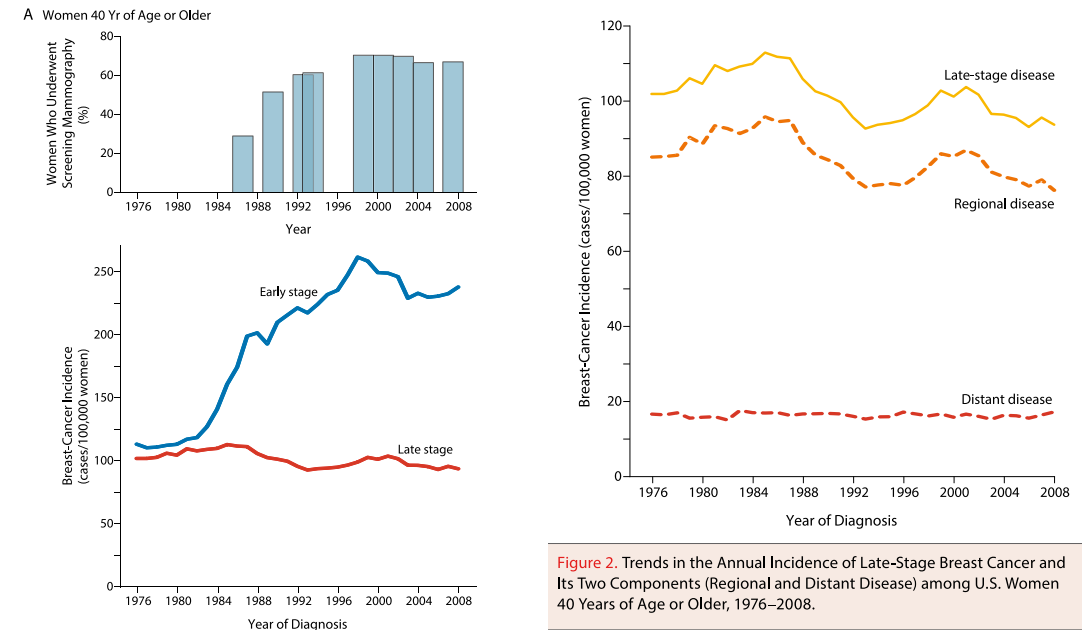 A Women 40 Yr of Age or Older
Women Who Underwent
Screening Mammography
(%)
80
60
40
20
0
1976 1980 1984 1988 1992 1996 2000 2004 2008
Year
Breast-Cancer Incidence
(cases/100,000 women)
250
200
150
100
50
0
Early stage
Late stage
1976 1980 1984 1988 1992 1996 2000 2004 2008
Year of Diagnosis
Breast-Cancer Incidence (cases/100,000 women)
120
100
80
60
40
20
0
Late-stage disease
Regional disease
Distant disease
1976 1980 1984 1988 1992 1996 2000 2004 2008
Year of Diagnosis
Figure 2. Trends in the Annual Incidence of Late-Stage Breast Cancer and
Its Two Components (Regional and Distant Disease) among U.S. Women
40 Years of Age or Older, 1976–2008.